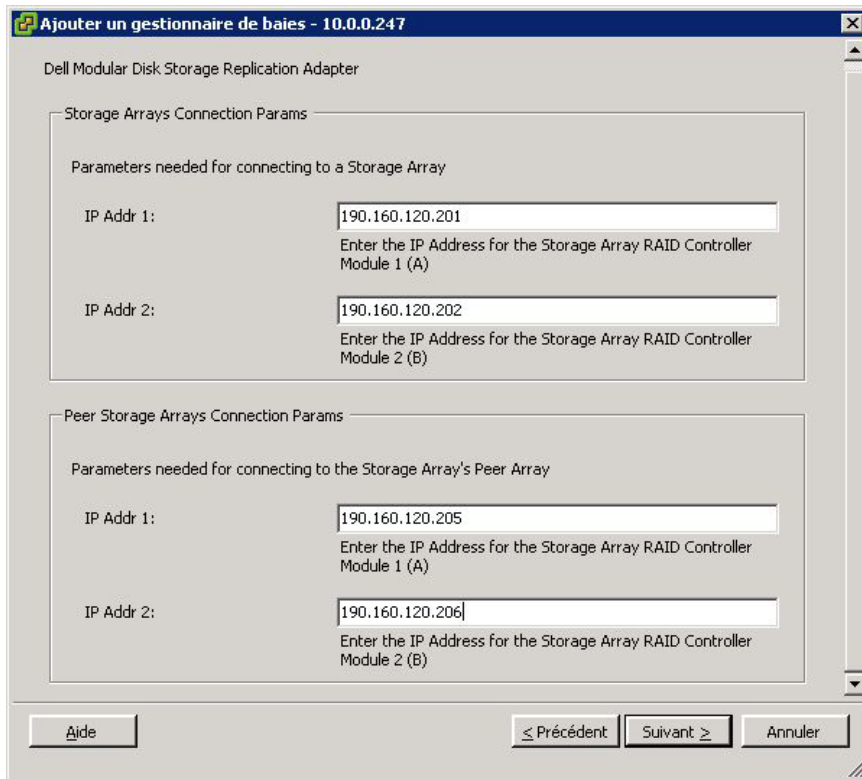 Ajouter un gestionnaire de baies - 10.0.0.247
Dell Modular Disk Storage Replication Adapter
Storage Arrays Connection Params
Parameters needed for connecting to a Storage Array
IP Addr 1:
190.160.120.201
Enter the IP Address for the Storage Array RAID Controller
Module 1 (A)
IP Addr 2:
190.160.120.202
Enter the IP Address for the Storage Array RAID Controller
Module 2 (B)
Peer Storage Arrays Connection Params
Parameters needed for connecting to the Storage Array's Peer Array
IP Addr 1:
190.160.120.205
Enter the IP Address for the Storage Array RAID Controller
Module 1 (A)
IP Addr 2:
190.160.120.206
Enter the IP Address for the Storage Array RAID Controller
Module 2 (B)
Aide
< Précédent
Suivant >
Annuler